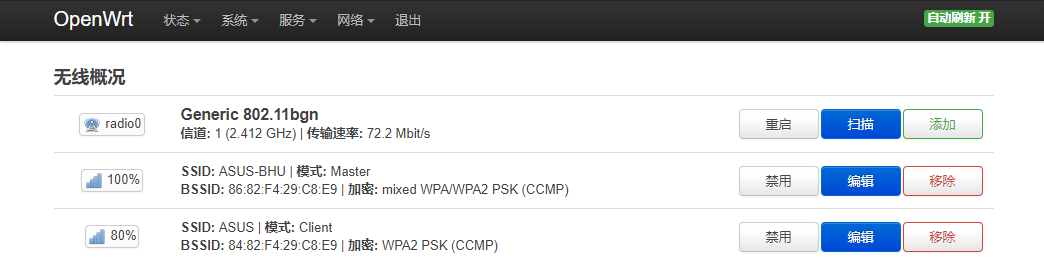 OpenWrt 状态 系统 服务 网络 退出 自动刷新 开
无线概况
radio0 Generic 802.11bgn 重启 扫描 添加
信道: 1 (2.412 GHz) | 传输速率: 72.2 Mbit/s
100% SSID: ASUS-BHU | 模式: Master 禁用 编辑 移除
BSSID: 86:82:F4:29:C8:E9 | 加密: mixed WPA/WPA2 PSK (CCMP)
80% SSID: ASUS | 模式: Client 禁用 编辑 移除
BSSID: 84:82:F4:29:C8:E9 | 加密: WPA2 PSK (CCMP)